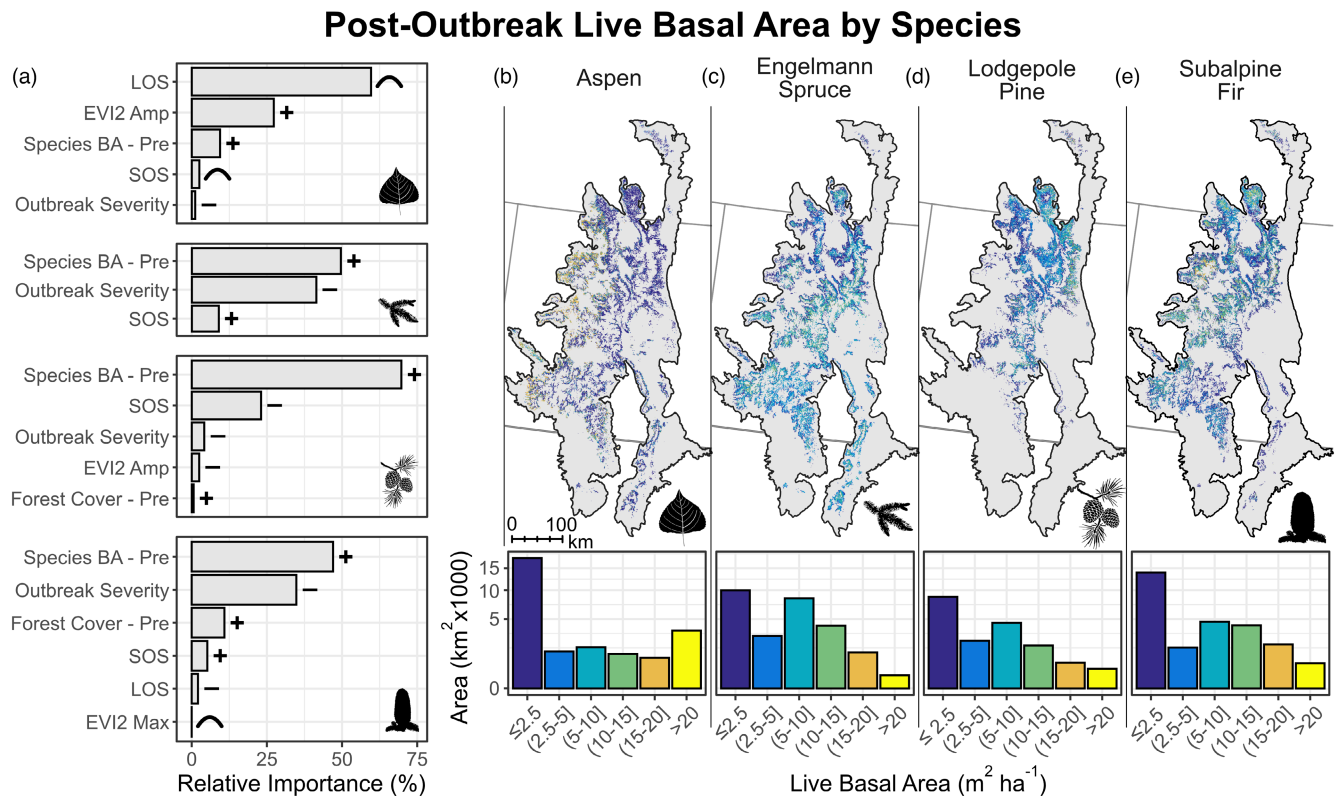 Post-Outbreak Live Basal Area by Species
(a)
LOS
EVI2 Amp +
Species BA - Pre +
SOS
Outbreak Severity −
Species BA - Pre +
Outbreak Severity −
SOS +
Species BA - Pre +
SOS −
Outbreak Severity −
EVI2 Amp −
Forest Cover - Pre +
Species BA - Pre +
Outbreak Severity −
Forest Cover - Pre +
SOS +
LOS −
EVI2 Max
0 25 50 75
Relative Importance (%)
(b) Aspen
(c) Engelmann
Spruce
(d) Lodgepole
Pine
(e) Subalpine
Fir
0 100
km
Area (km²x1000)
15
10
5
0
≤2.5 (2.5-5] (5-10] (10-15] (15-20] >20
≤2.5 (2.5-5] (5-10] (10-15] (15-20] >20
≤ 2.5 (2.5-5] (5-10] (10-15] (15-20] >20
≤2.5 (2.5-5] (5-10] (10-15] (15-20] >20
Live Basal Area (m² ha⁻¹)